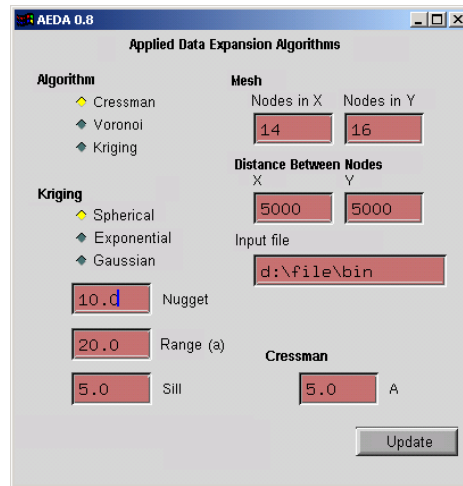 AEDA 0.8
Applied Data Expansion Algorithms
Algorithm
Cressman
Voronoi
Kriging
Mesh
Nodes in X Nodes in Y
14 16
Distance Between Nodes
X Y
5000 5000
Kriging
Spherical
Exponential
Gaussian
Input file
d:\file\bin
10.0 Nugget
20.0 Range (a)
5.0 Sill
Cressman
5.0 A
Update